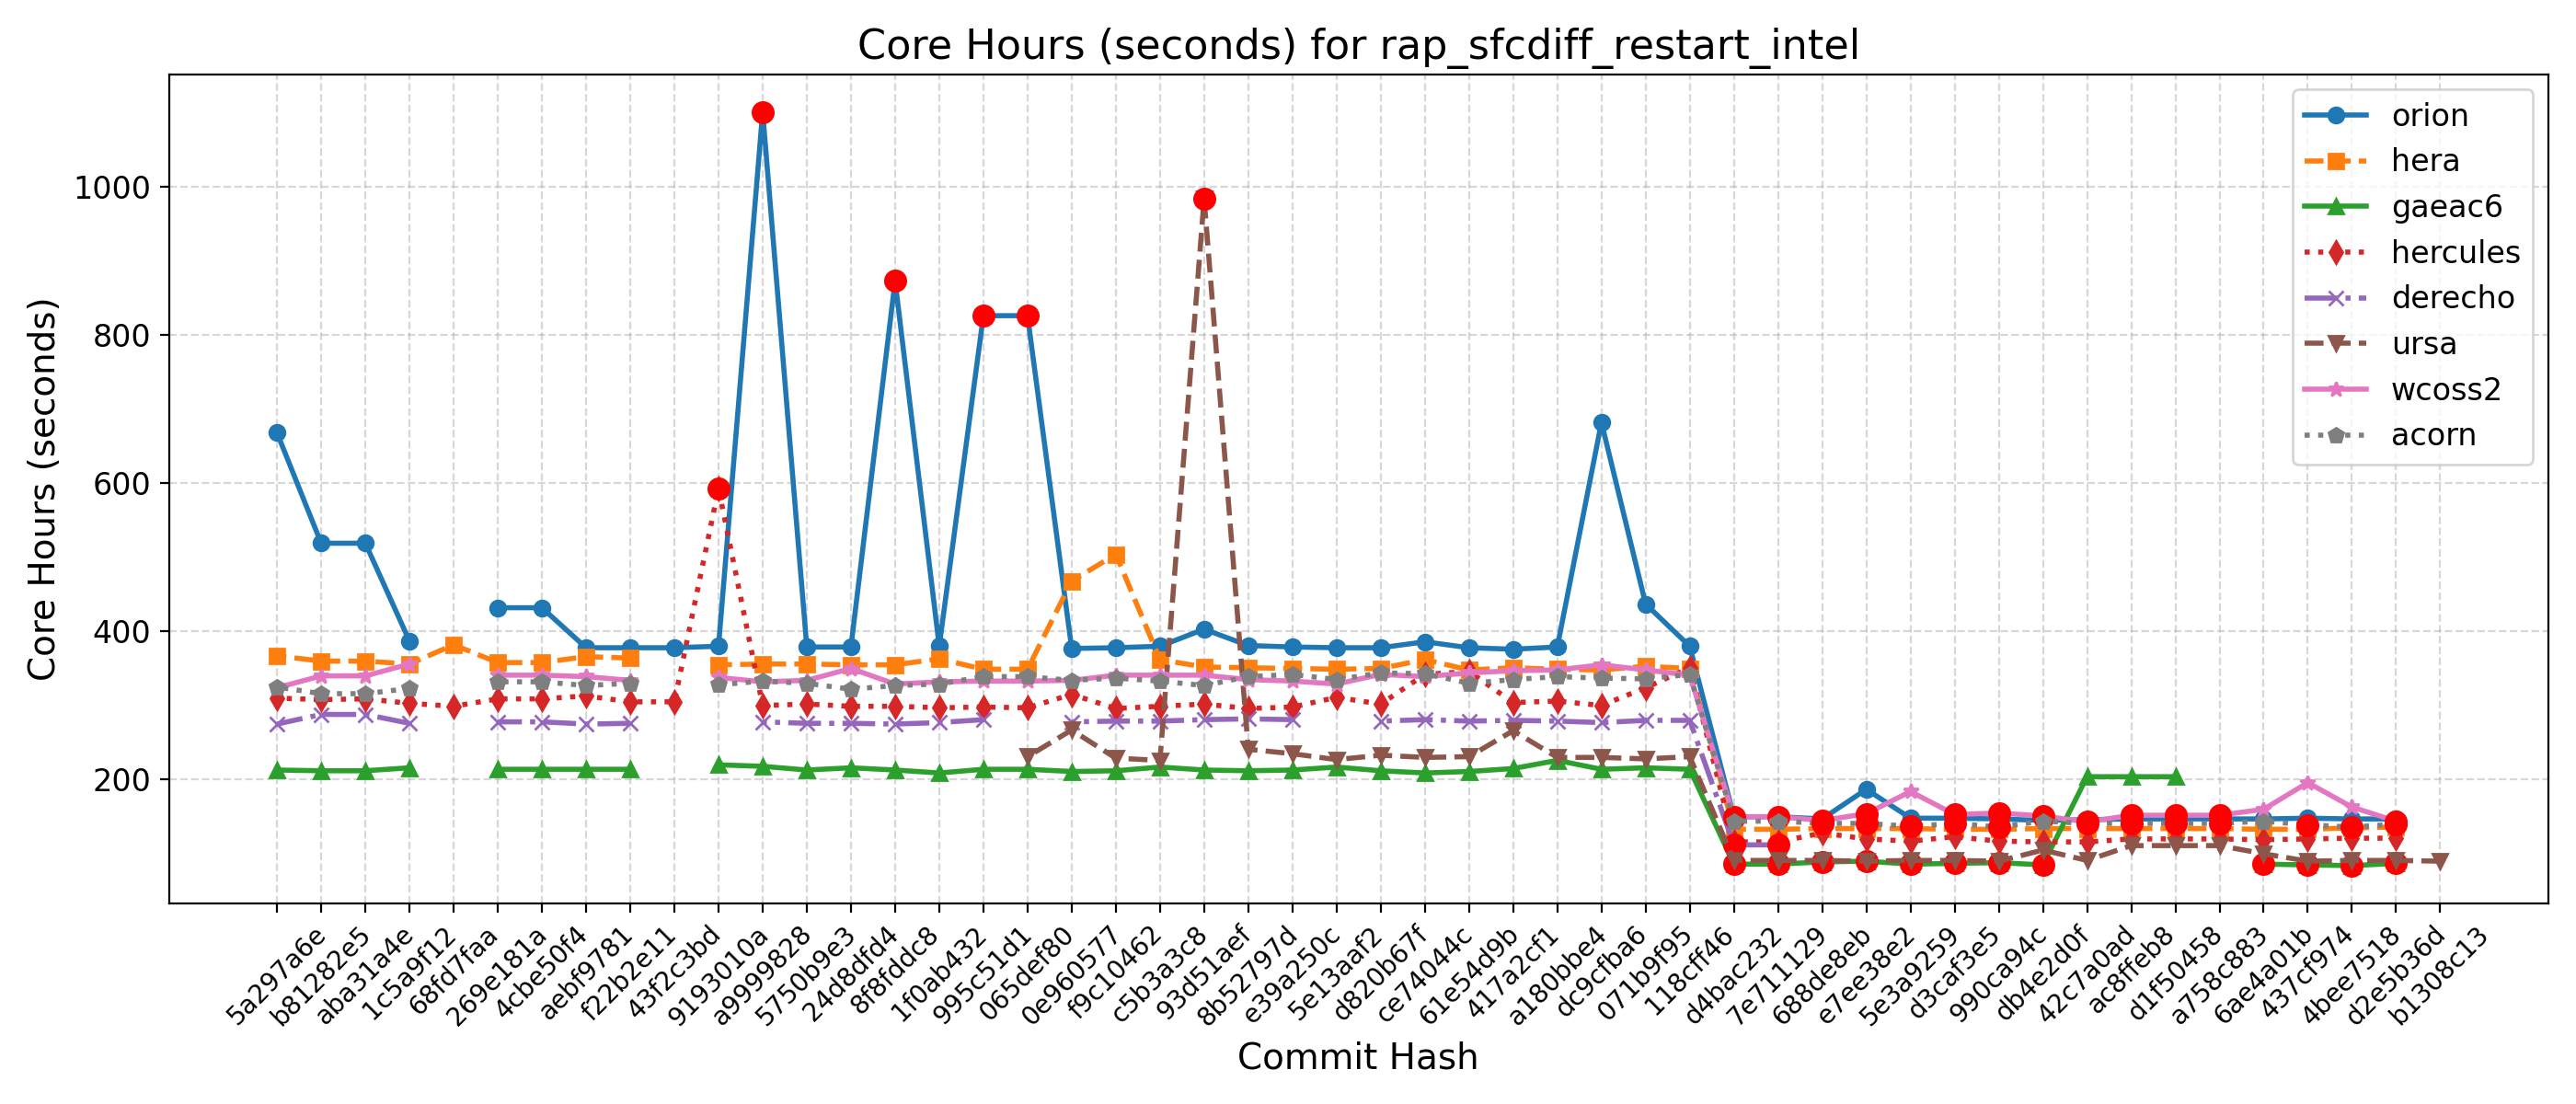 Core Hours (seconds) for rap_sfcdiff_restart_intel
Core Hours (seconds)
1000
800
600
400
200
orion
hera
gaeac6
hercules
derecho
ursa
wcoss2
acorn
5a297a6e
b81282e5
aba31a4e
1c5a9f12
68fd7faa
269e181a
4cbe50f4
aebf9781
f22b2e11
43f2c3bd
9193010a
a9999828
5750b9e3
24d8dfd4
8f8fddc8
1f0ab432
995c51d1
065def80
0e960577
f9c10462
c5b3a3c8
93d51aef
8b52797d
e39a250c
5e13aaf2
d820b67f
ce74044c
61e54d9b
417a2cf1
a180bbe4
dc9cfba6
071b9f95
118cff46
d4bac232
7e711129
688de8eb
e7ee38e2
5e3a9259
d3caf3e5
990ca94c
db4e2d0f
42c7a0ad
ac8ffeb8
d1f50458
a758c883
6ae4a01b
437cf974
4bee7518
d2e5b36d
b1308c13
Commit Hash